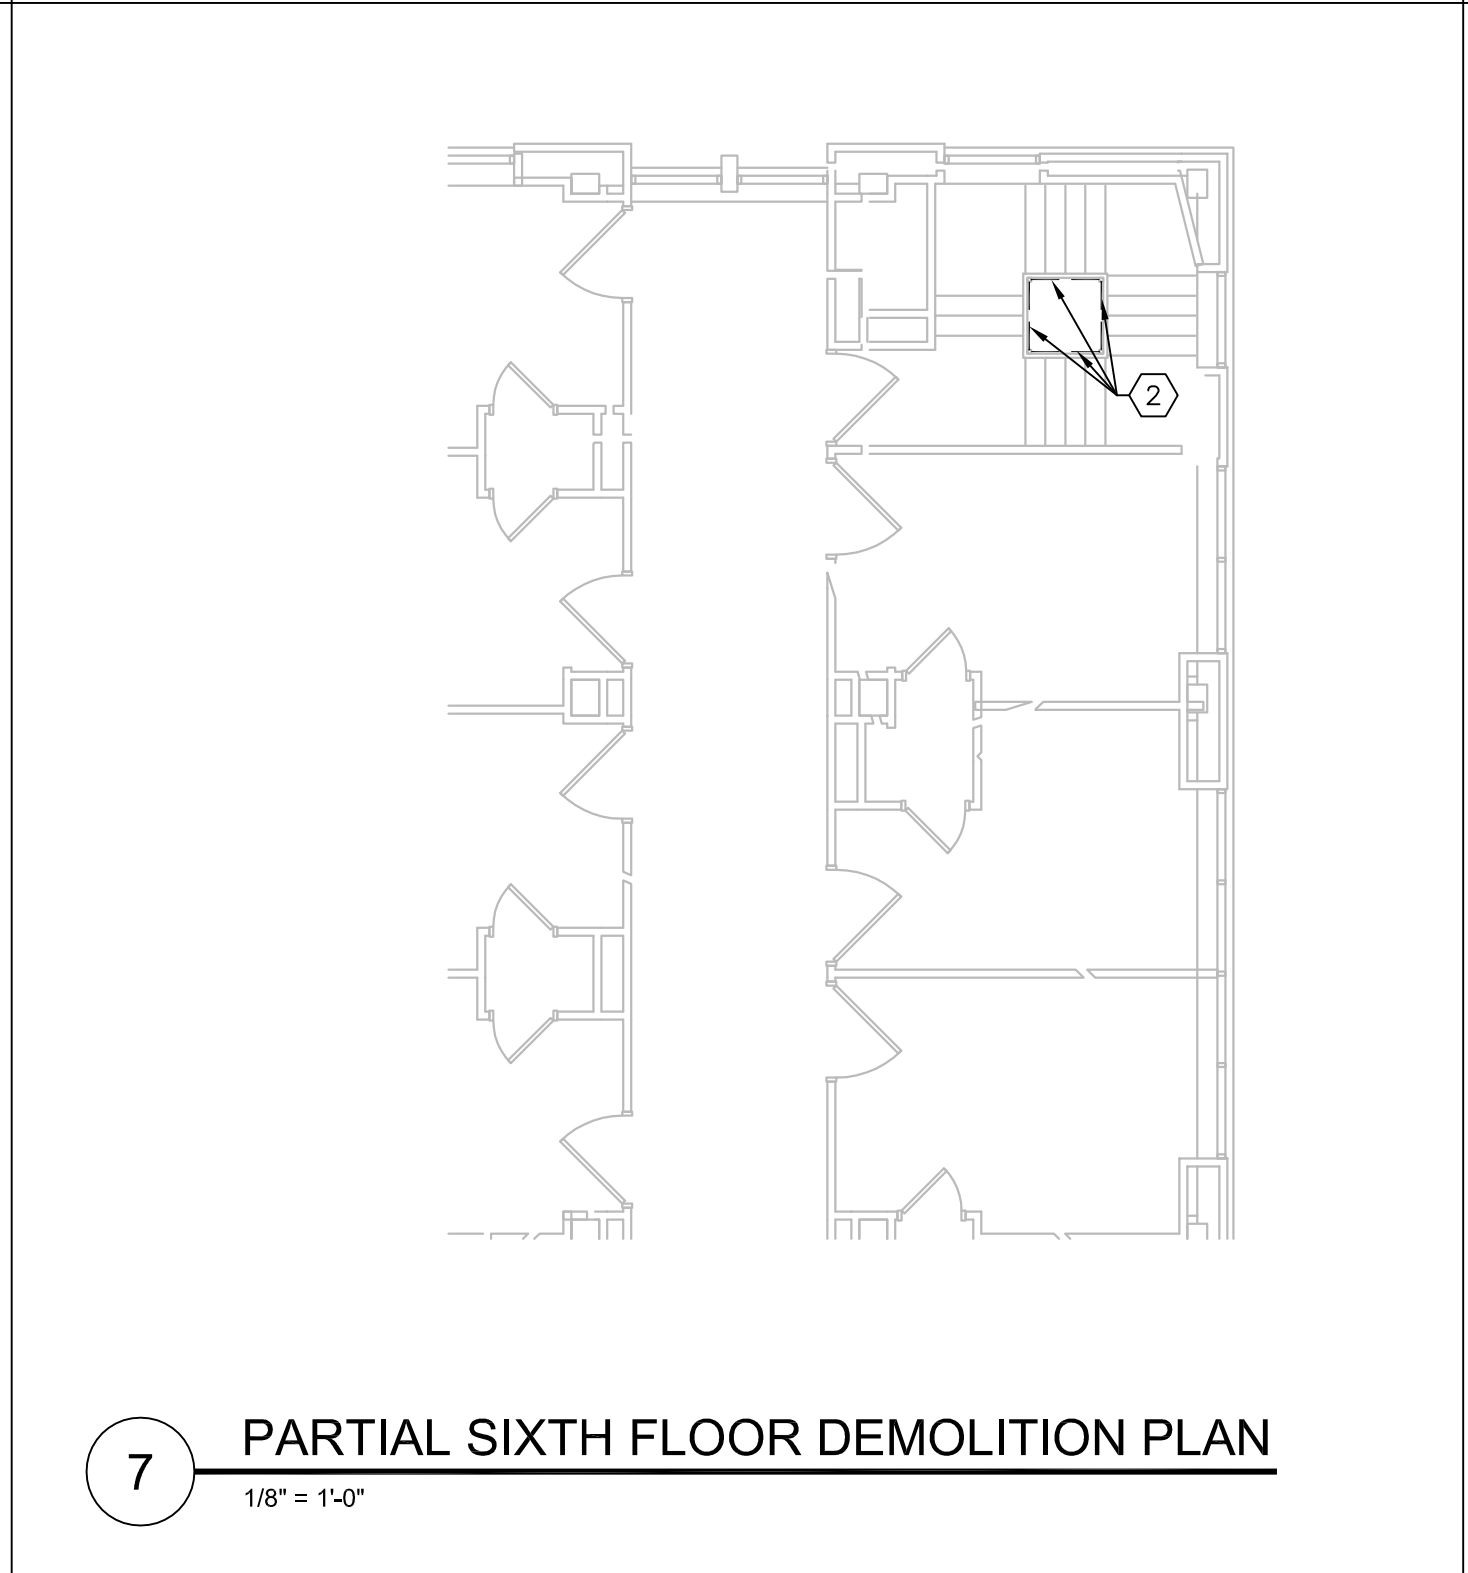 2
7
PARTIAL SIXTH FLOOR DEMOLITION PLAN
1/8" = 1'-0"